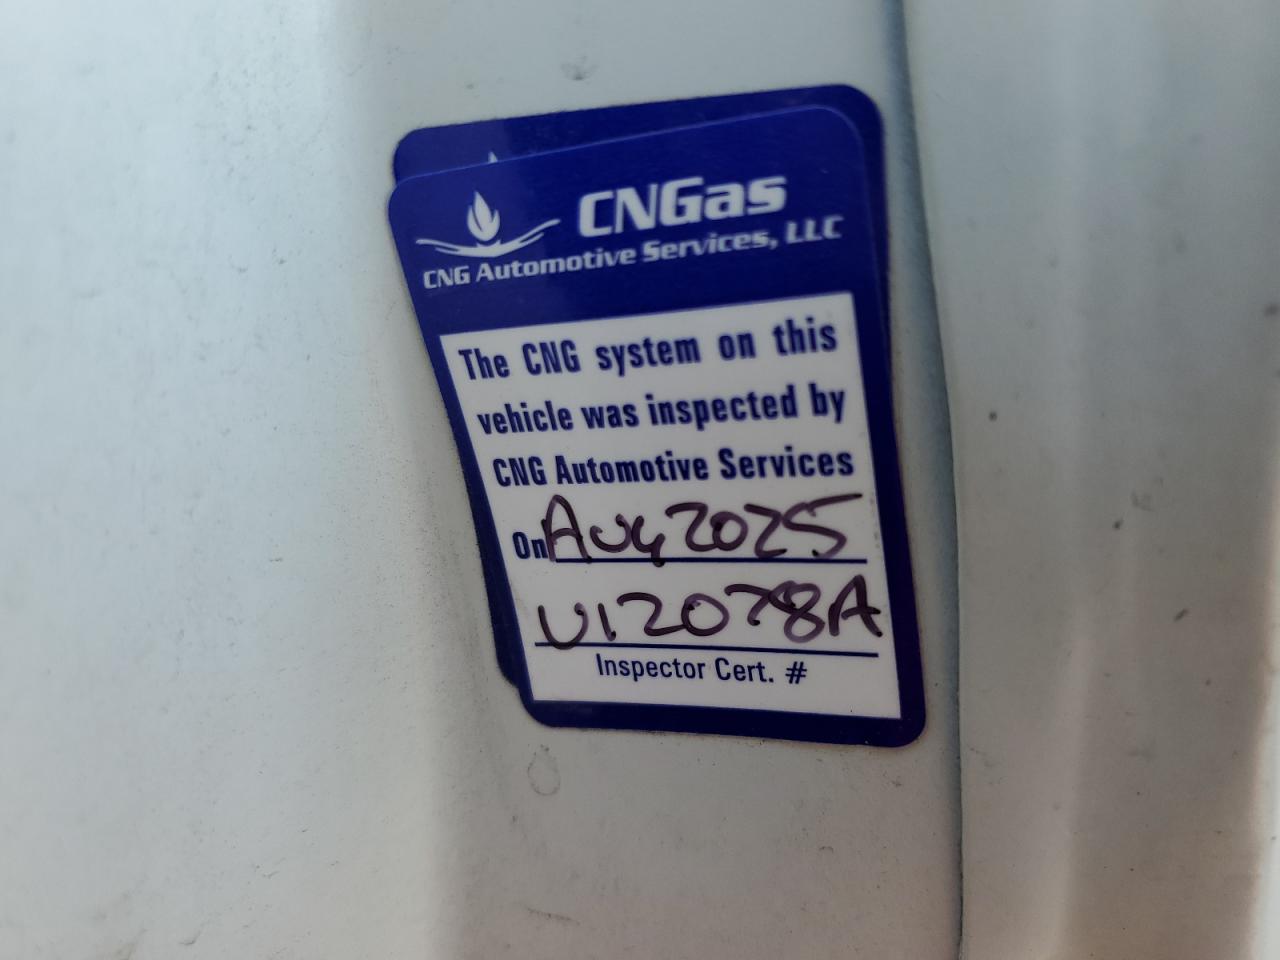 CNGas
CNG Automotive Services, LLC
The CNG system on this
vehicle was inspected by
CNG Automotive Services
On Aug 2025
U12078A
Inspector Cert. #